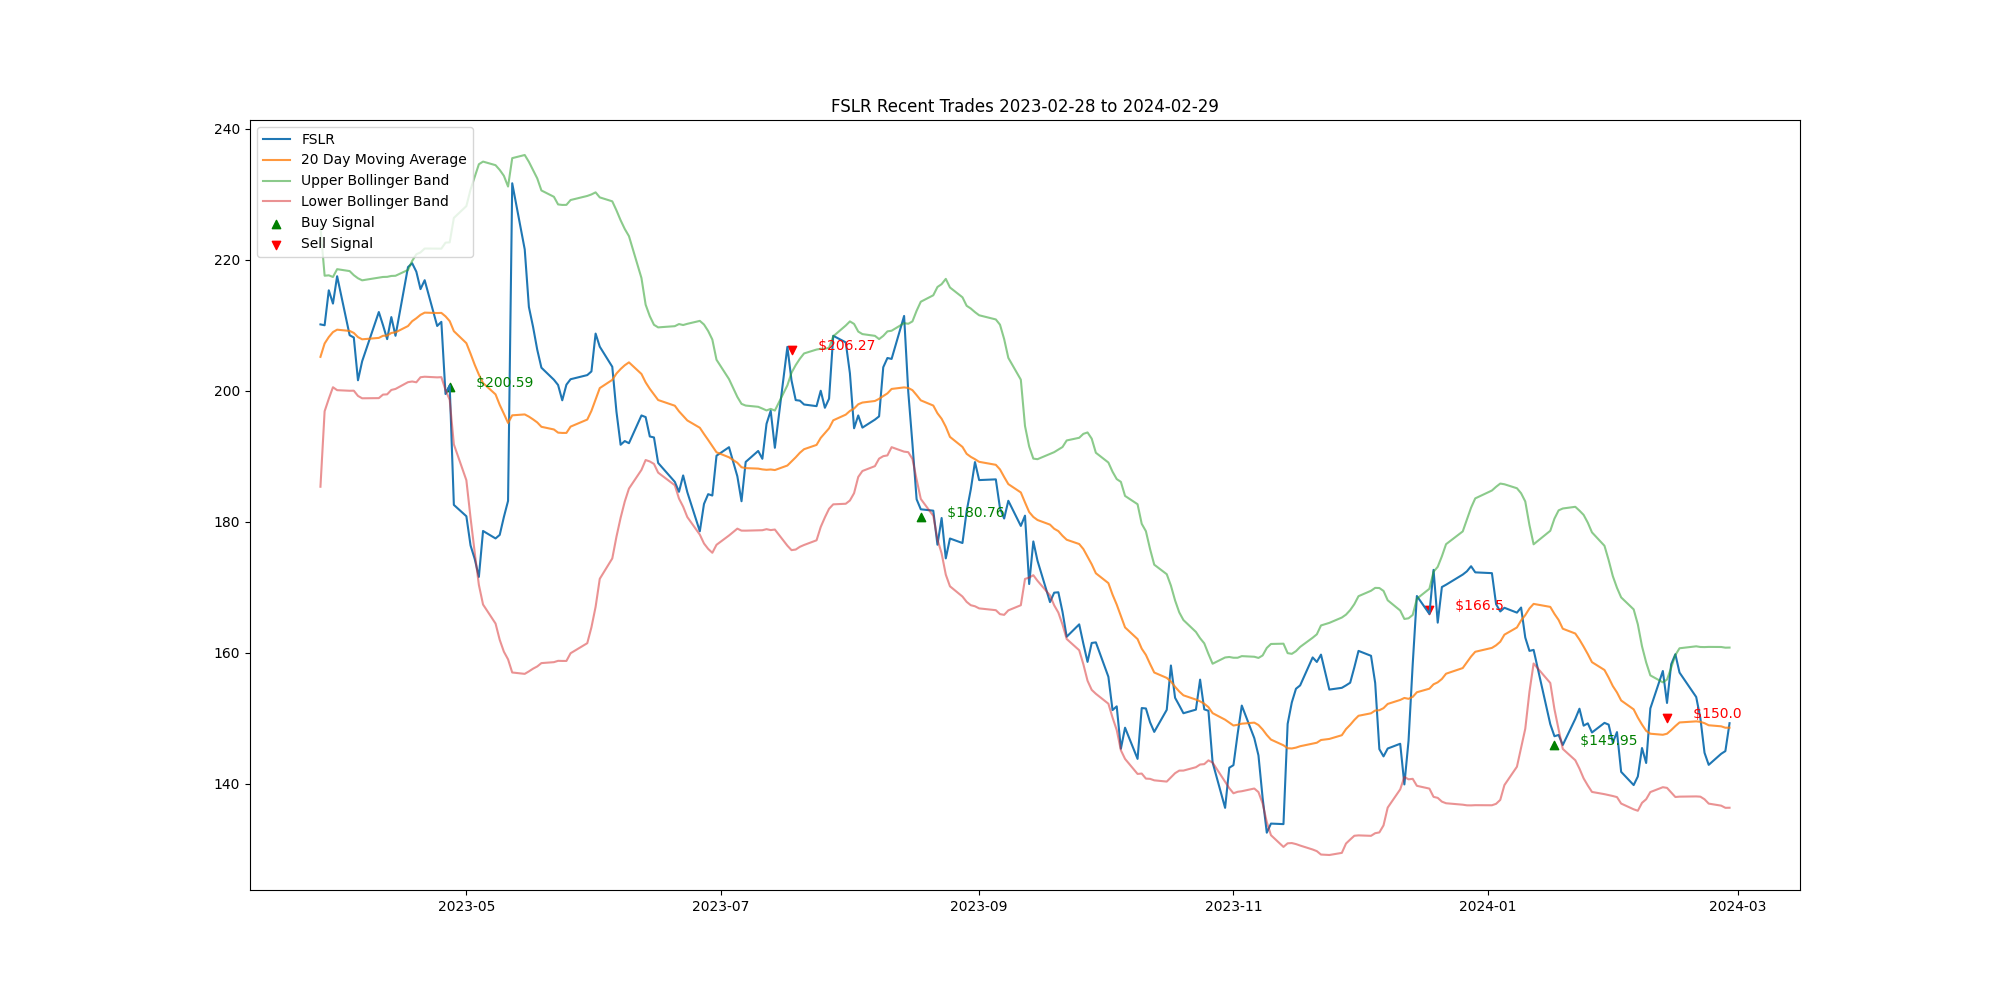 FSLR Recent Trades 2023-02-28 to 2024-02-29
240
220
200
180
160
140
FSLR
20 Day Moving Average
Upper Bollinger Band
Lower Bollinger Band
Buy Signal
Sell Signal
$200.59
$206.27
$180.76
$166.5
$145.95
$150.0
2023-05
2023-07
2023-09
2023-11
2024-01
2024-03